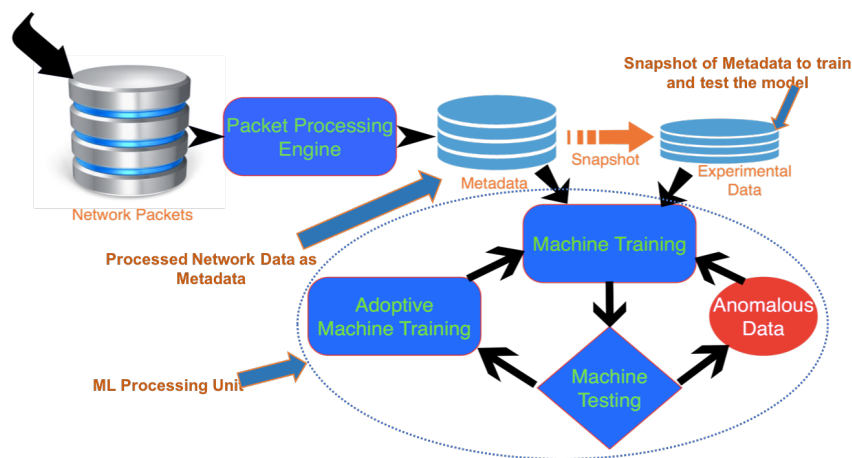 Snapshot of Metadata to train
and test the model
Packet Processing
Engine
Snapshot
Metadata
Experimental
Data
Network Packets
Machine Training
Processed Network Data as
Metadata
Adoptive
Machine Training
Anomalous
Data
ML Processing Unit
Machine
Testing